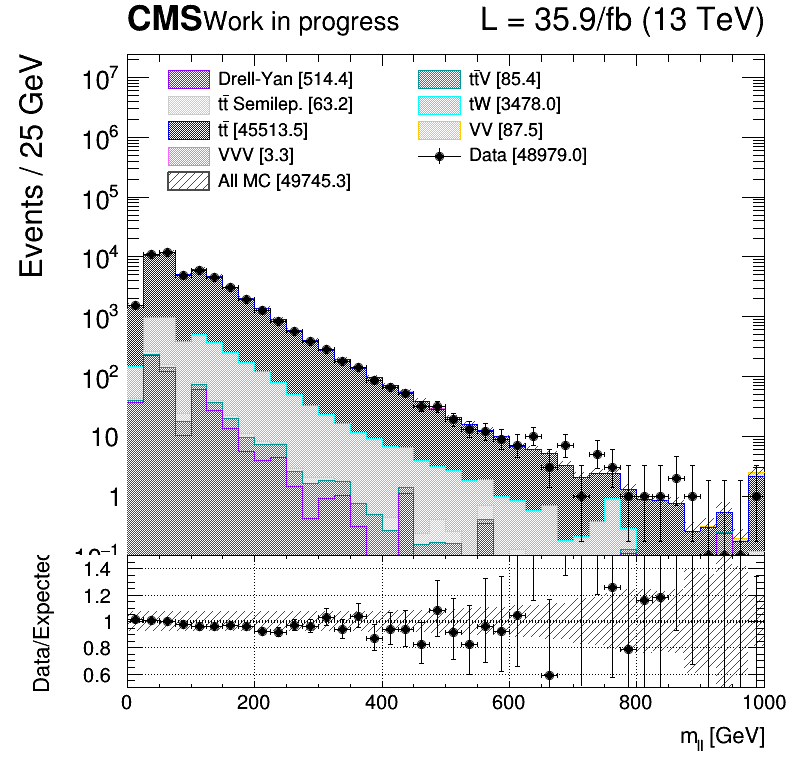 CMS Work in progress L = 35.9/fb (13 TeV)
Events / 25 GeV
10⁷
10⁶
10⁵
10⁴
10³
10²
10
1
10⁻¹
Drell-Yan [514.4]
tt̄ Semilep. [63.2]
tt̄ [45513.5]
VVV [3.3]
All MC [49745.3]
tt̄V [85.4]
tW [3478.0]
VV [87.5]
Data [48979.0]
Data/Expected
1.4
1.2
1
0.8
0.6
0 200 400 600 800 1000
m_ll [GeV]